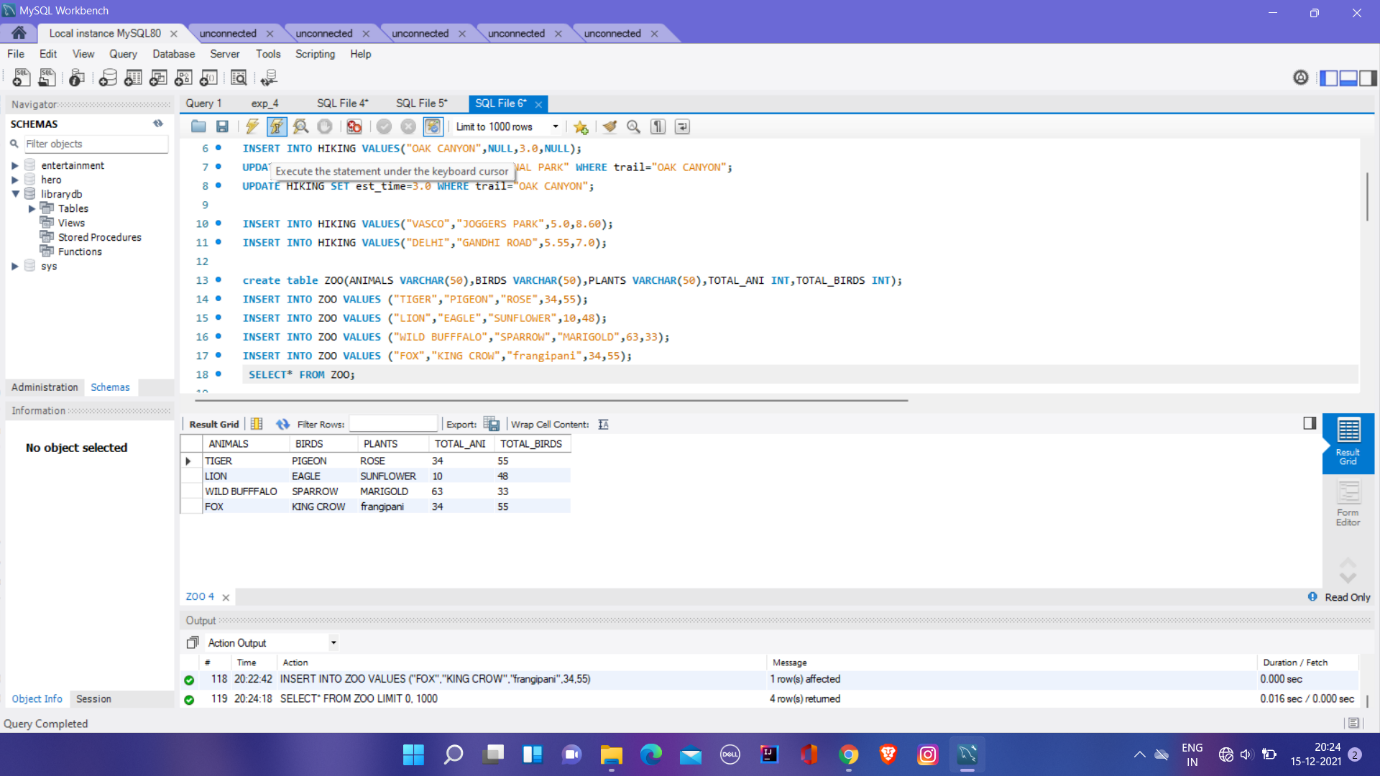 MySQL Workbench
Local instance MySQL80 unconnected unconnected unconnected unconnected unconnected
File Edit View Query Database Server Tools Scripting Help
Navigator
SCHEMAS
Filter objects
entertainment
hero
librarydb
Tables
Views
Stored Procedures
Functions
sys
Administration Schemas
Information
No object selected
Object Info Session
Query 1 exp_4 SQL File 4* SQL File 5* SQL File 6*
Limit to 1000 rows
6 INSERT INTO HIKING VALUES("OAK CANYON",NULL,3.0,NULL);
7 UPDAT NAL PARK" WHERE trail="OAK CANYON";
Execute the statement under the keyboard cursor
8 UPDATE HIKING SET est_time=3.0 WHERE trail="OAK CANYON";
9
10 INSERT INTO HIKING VALUES("VASCO","JOGGERS PARK",5.0,8.60);
11 INSERT INTO HIKING VALUES("DELHI","GANDHI ROAD",5.55,7.0);
12
13 create table ZOO(ANIMALS VARCHAR(50),BIRDS VARCHAR(50),PLANTS VARCHAR(50),TOTAL_ANI INT,TOTAL_BIRDS INT);
14 INSERT INTO ZOO VALUES ("TIGER","PIGEON","ROSE",34,55);
15 INSERT INTO ZOO VALUES ("LION","EAGLE","SUNFLOWER",10,48);
16 INSERT INTO ZOO VALUES ("WILD BUFFFALO","SPARROW","MARIGOLD",63,33);
17 INSERT INTO ZOO VALUES ("FOX","KING CROW","frangipani",34,55);
18 SELECT* FROM ZOO;
Result Grid Filter Rows: Export: Wrap Cell Content:
ANIMALS BIRDS PLANTS TOTAL_ANI TOTAL_BIRDS
TIGER PIGEON ROSE 34 55
LION EAGLE SUNFLOWER 10 48
WILD BUFFFALO SPARROW MARIGOLD 63 33
FOX KING CROW frangipani 34 55
Result
Grid
Form
Editor
ZOO 4
Read Only
Output
Action Output
# Time Action Message Duration / Fetch
118 20:22:42 INSERT INTO ZOO VALUES ("FOX","KING CROW","frangipani",34,55) 1 row(s) affected 0.000 sec
119 20:24:18 SELECT* FROM ZOO LIMIT 0, 1000 4 row(s) returned 0.016 sec / 0.000 sec
Query Completed
DELL
ENG
IN
20:24
15-12-2021
2